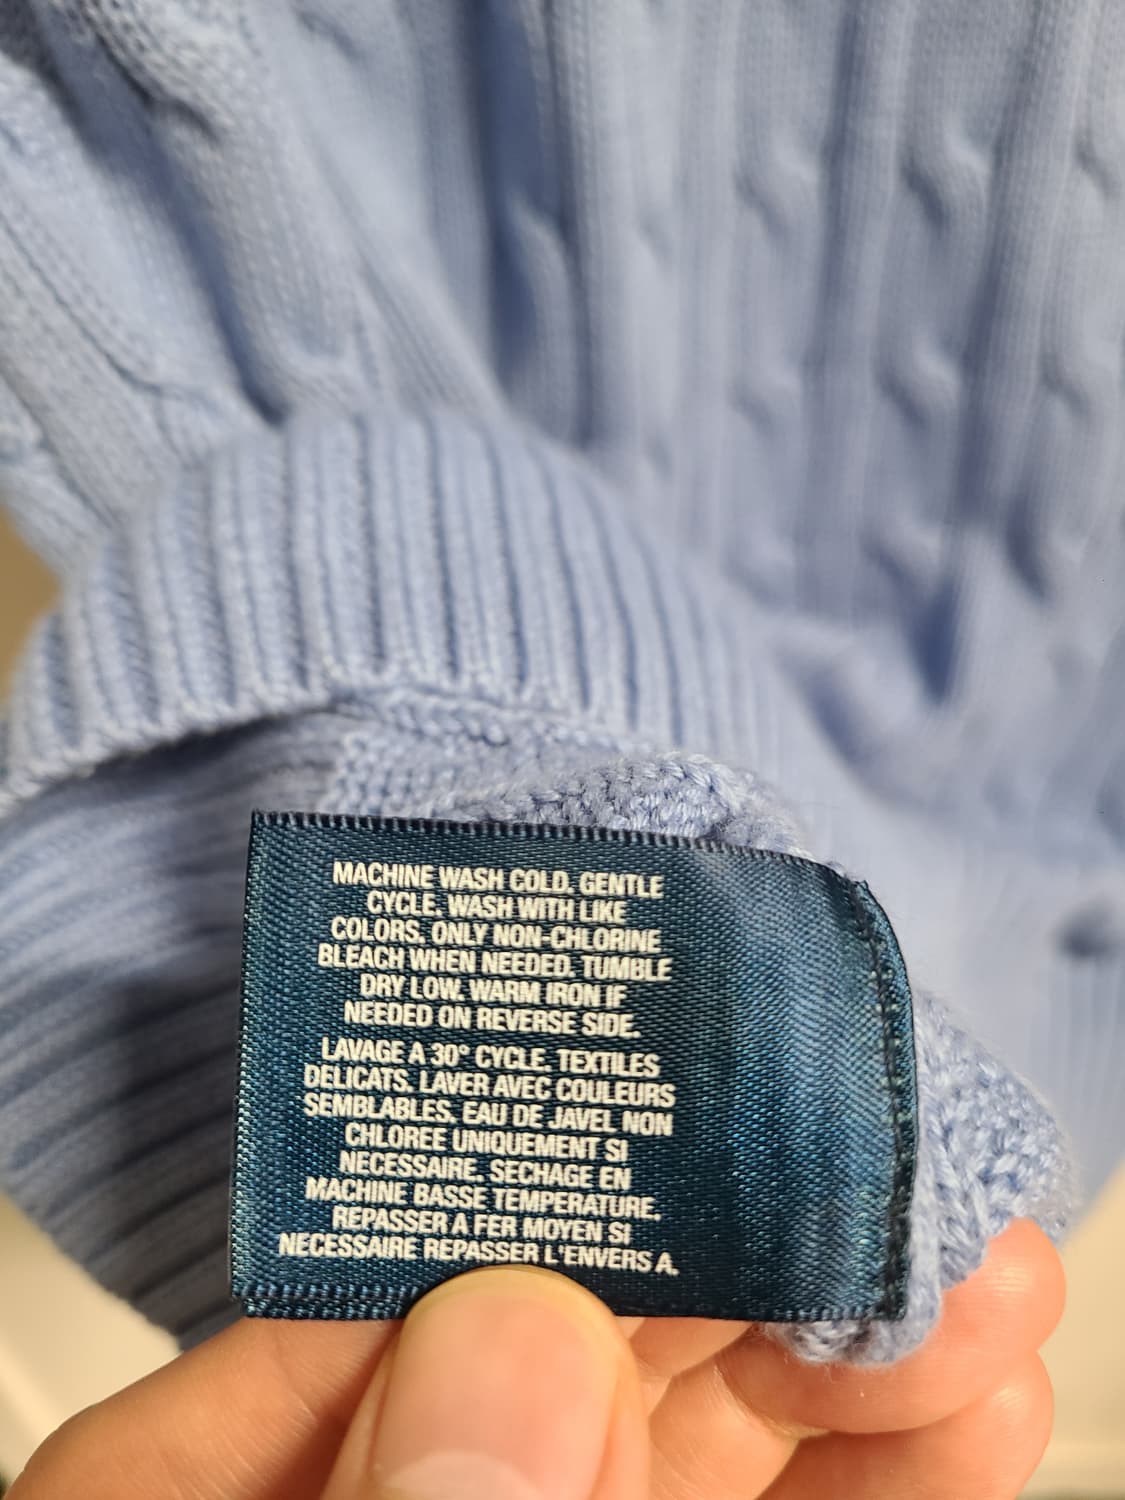 MACHINE WASH COLD. GENTLE
CYCLE. WASH WITH LIKE
COLORS. ONLY NON-CHLORINE
BLEACH WHEN NEEDED. TUMBLE
DRY LOW. WARM IRON IF
NEEDED ON REVERSE SIDE.
LAVAGE A 30° CYCLE. TEXTILES
DELICATS. LAVER AVEC COULEURS
SEMBLABLES. EAU DE JAVEL NON
CHLOREE UNIQUEMENT SI
NECESSAIRE. SECHAGE EN
MACHINE BASSE TEMPERATURE.
REPASSER A FER MOYEN SI
NECESSAIRE REPASSER L'ENVERS A.